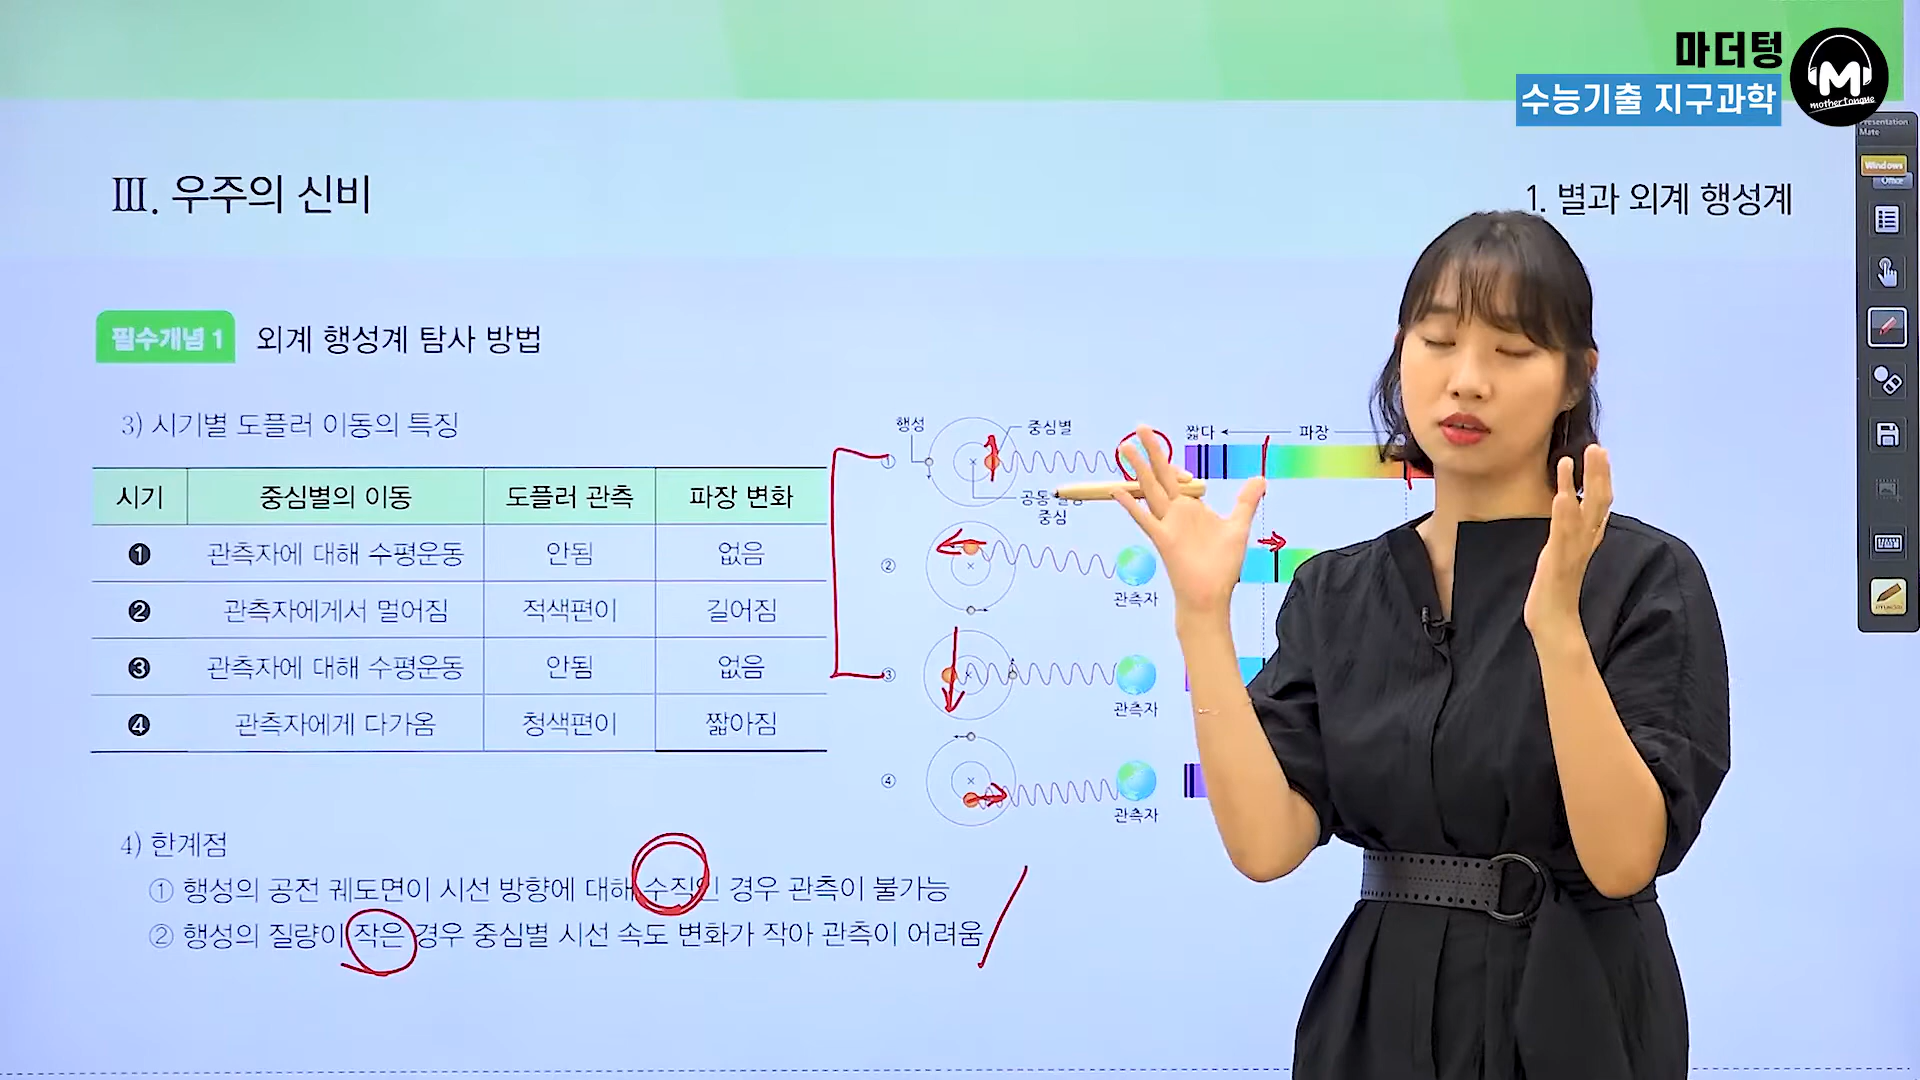 마더텅
수능기출 지구과학
M
mothertongue
Presentation
Mate
Windows
Office
Ⅲ. 우주의 신비
1. 별과 외계 행성계
필수개념 1 외계 행성계 탐사 방법
3) 시기별 도플러 이동의 특징
시기 중심별의 이동 도플러 관측 파장 변화
❶ 관측자에 대해 수평운동 안됨 없음
❷ 관측자에게서 멀어짐 적색편이 길어짐
❸ 관측자에 대해 수평운동 안됨 없음
❹ 관측자에게 다가옴 청색편이 짧아짐
행성 중심별 짧다 파장
①
공통
중심
②
관측자
③
관측자
④
관측자
4) 한계점
① 행성의 공전 궤도면이 시선 방향에 대해 수직인 경우 관측이 불가능
② 행성의 질량이 작은 경우 중심별 시선 속도 변화가 작아 관측이 어려움